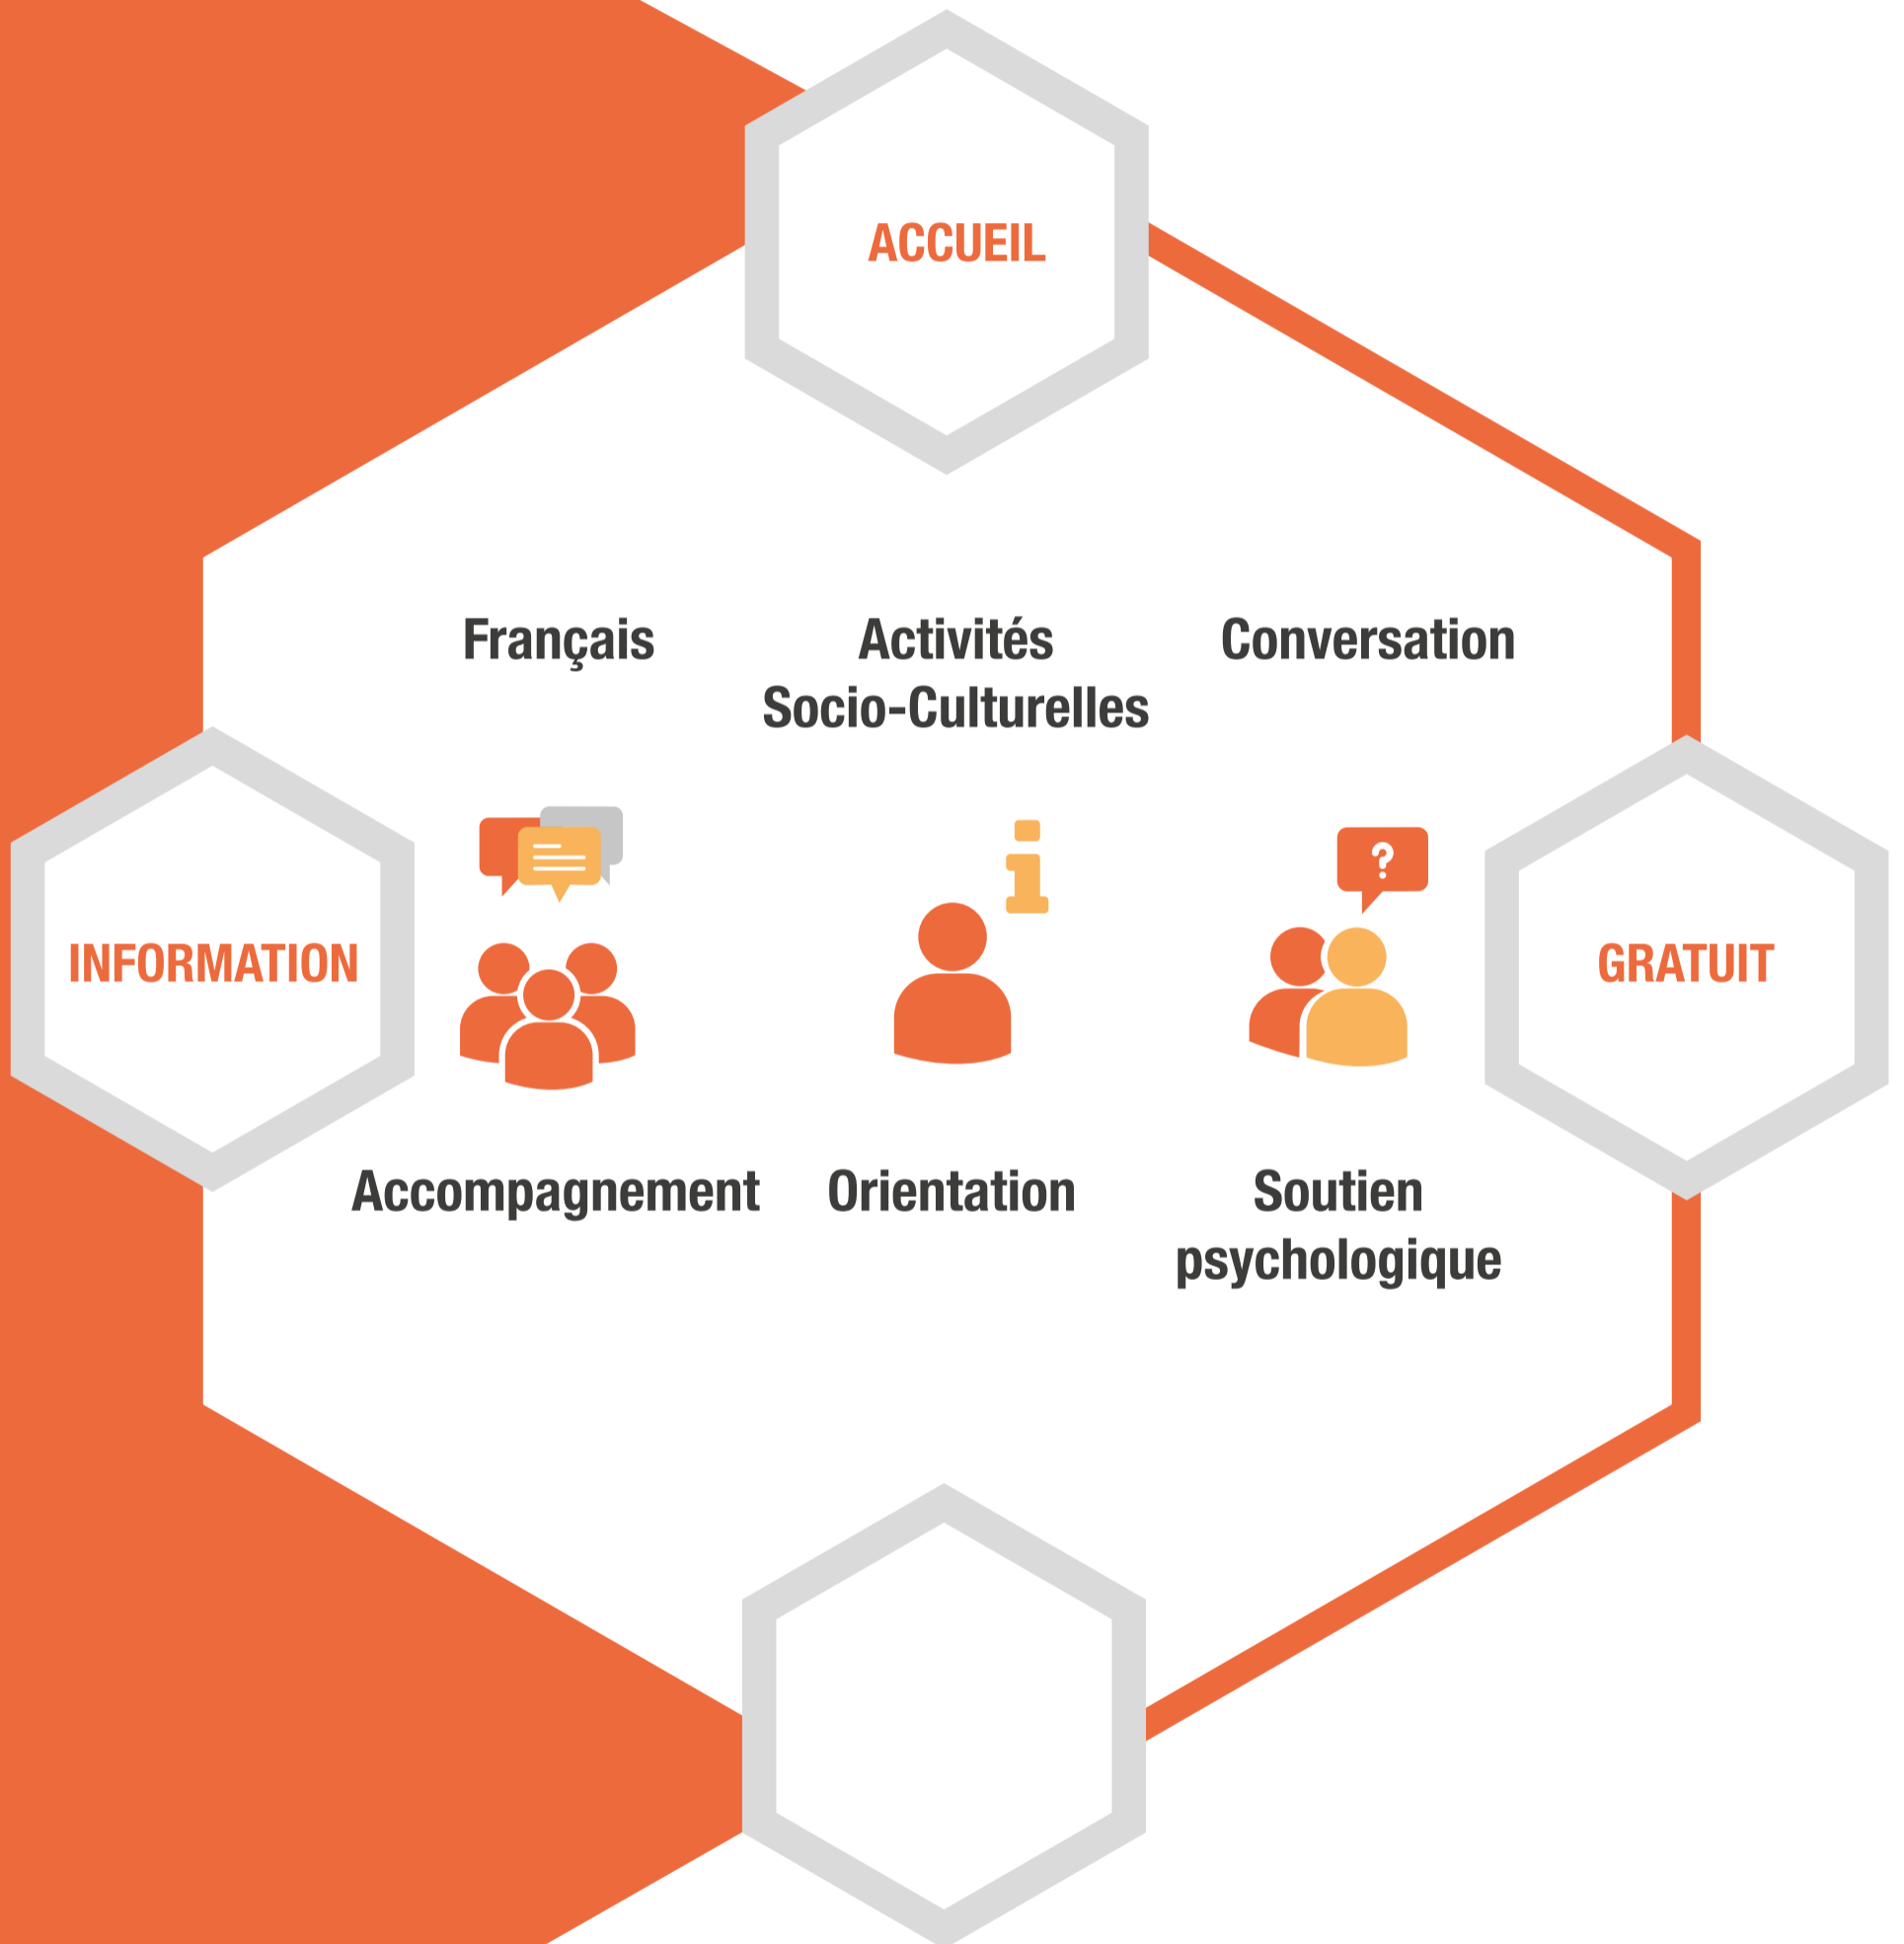 ACCUEIL
Français
Activités
Socio-Culturelles
Conversation
?
i
INFORMATION
GRATUIT
Accompagnement
Orientation
Soutien
psychologique